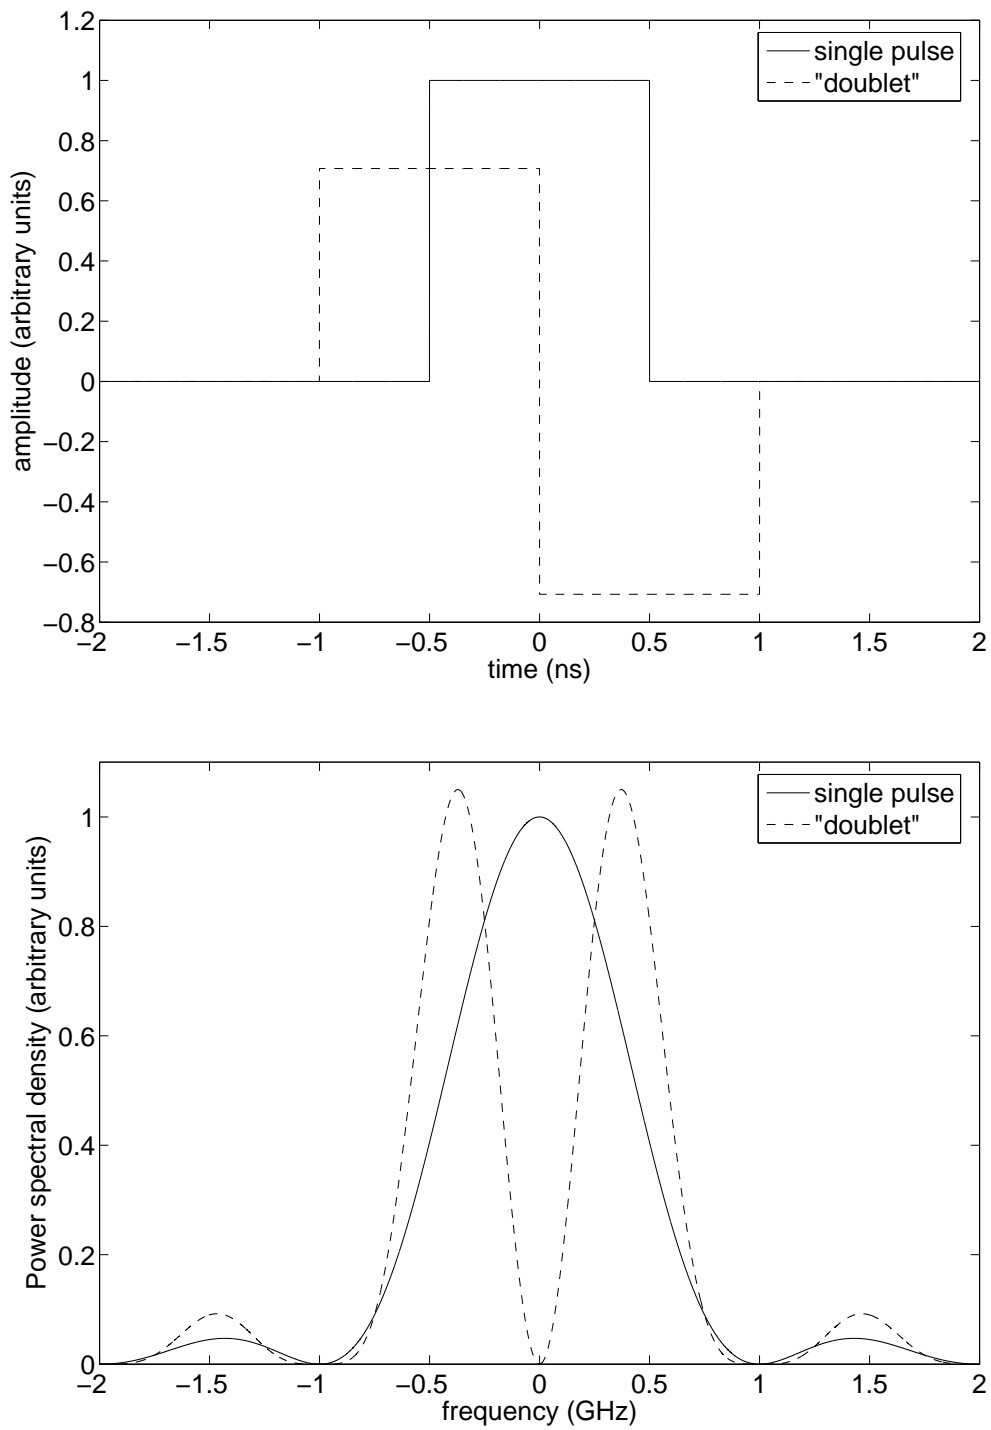 1.2
1
0.8
0.6
0.4
0.2
0
−0.2
−0.4
−0.6
−0.8
amplitude (arbitrary units)
single pulse
"doublet"
−2 −1.5 −1 −0.5 0 0.5 1 1.5 2
time (ns)
1
0.8
0.6
0.4
0.2
0
Power spectral density (arbitrary units)
single pulse
"doublet"
−2 −1.5 −1 −0.5 0 0.5 1 1.5 2
frequency (GHz)